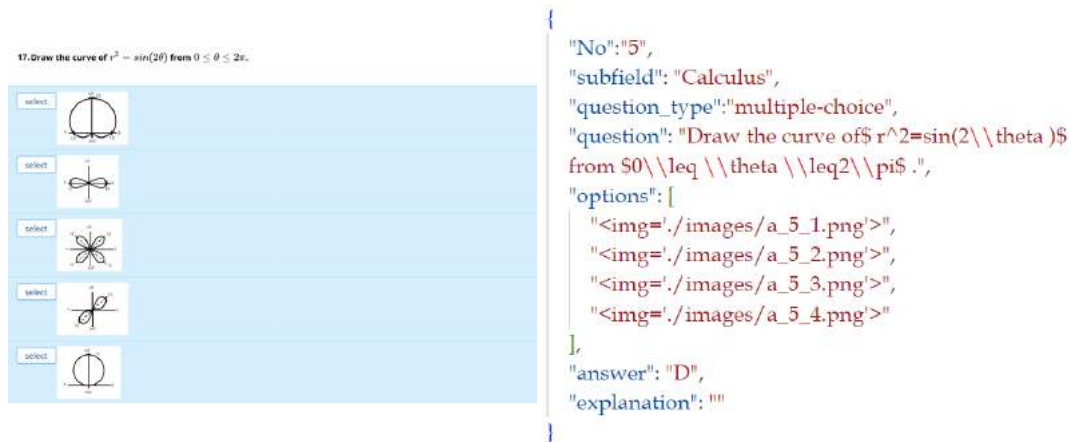 17.Draw the curve of r² = sin(2θ) from 0 ≤ θ ≤ 2π.
select
select
select
select
select
{
"No":"5",
"subfield": "Calculus",
"question_type":"multiple-choice",
"question": "Draw the curve of$ r^2=sin(2\\theta )$
from $0\\leq \\theta \\leq2\\pi$ .",
"options": [
"<img='./images/a_5_1.png'>",
"<img='./images/a_5_2.png'>",
"<img='./images/a_5_3.png'>",
"<img='./images/a_5_4.png'>"
],
"answer": "D",
"explanation": ""
}